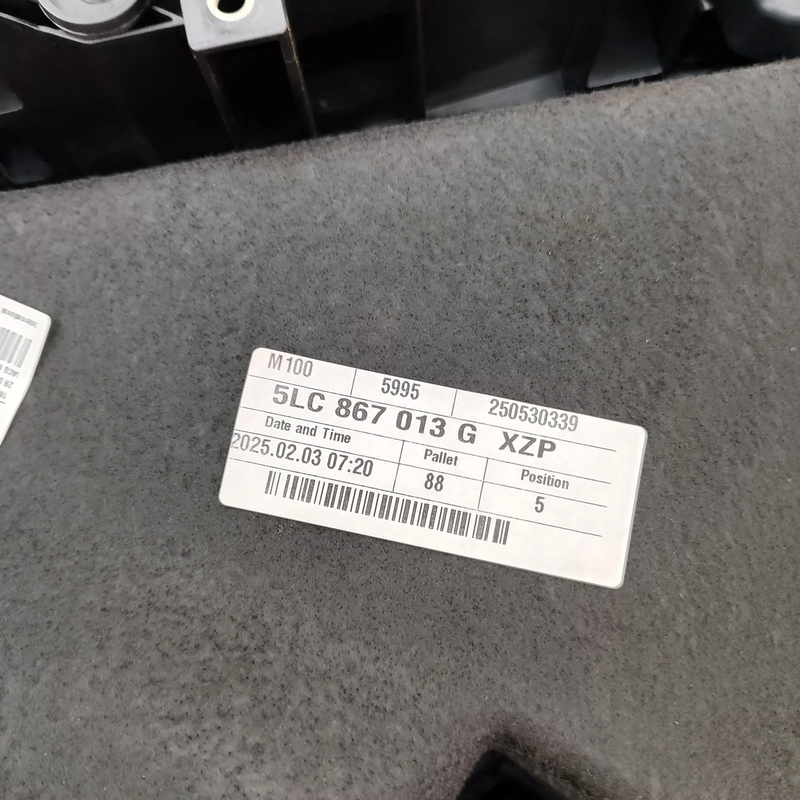 M100 5995 250530339
5LC 867 013 G XZP
Date and Time Pallet Position
2025.02.03 07:20 88 5
International